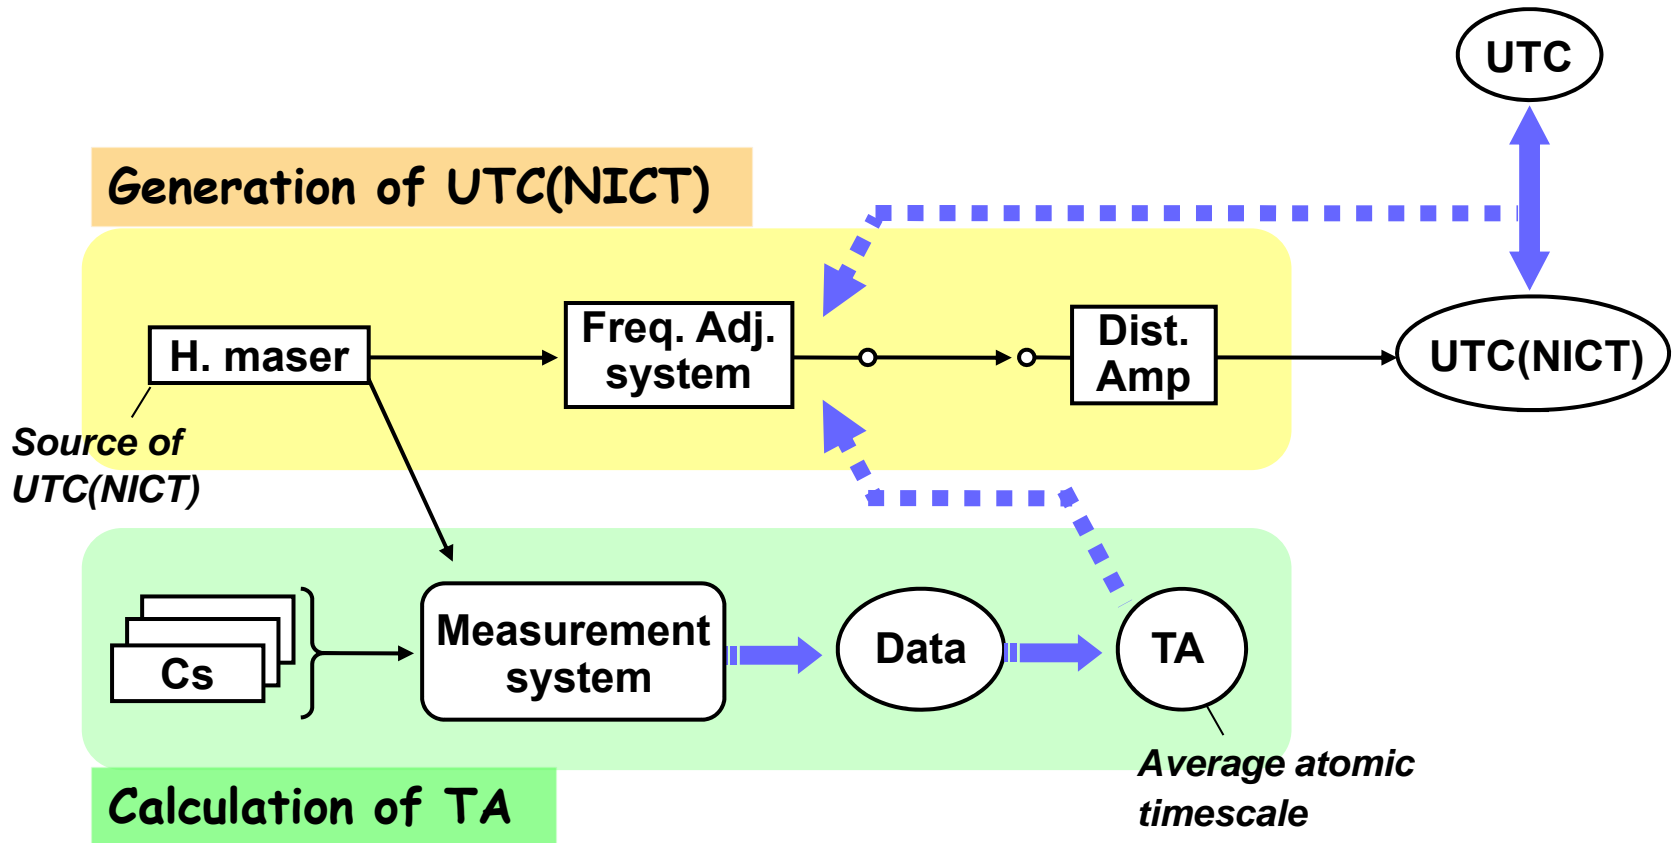 UTC
Generation of UTC(NICT)
H. maser
Freq. Adj.
system
Dist.
Amp
UTC(NICT)
Source of
UTC(NICT)
Cs
Measurement
system
Data
TA
Average atomic
timescale
Calculation of TA